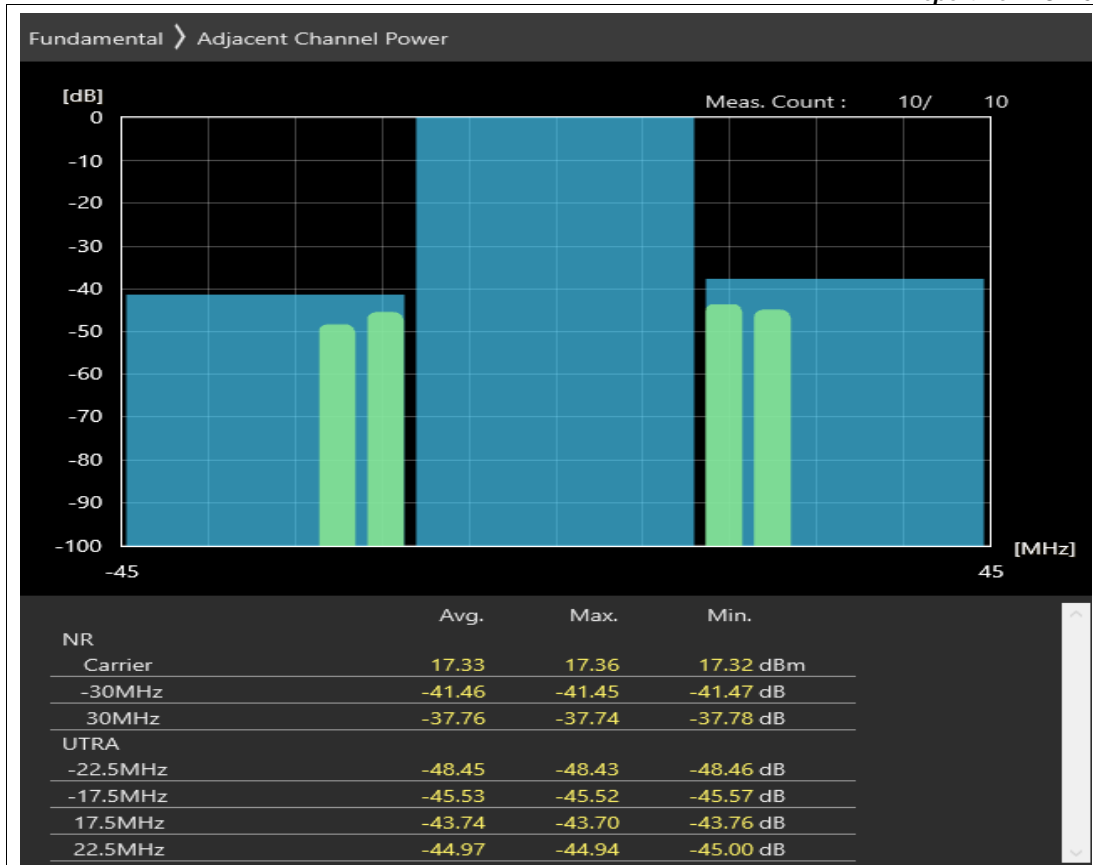 Fundamental 〉 Adjacent Channel Power
[dB]
Meas. Count : 10/ 10
0
-10
-20
-30
-40
-50
-60
-70
-80
-90
-100
[MHz]
-45 45
Avg. Max. Min.
NR
Carrier 17.33 17.36 17.32 dBm
-30MHz -41.46 -41.45 -41.47 dB
30MHz -37.76 -37.74 -37.78 dB
UTRA
-22.5MHz -48.45 -48.43 -48.46 dB
-17.5MHz -45.53 -45.52 -45.57 dB
17.5MHz -43.74 -43.70 -43.76 dB
22.5MHz -44.97 -44.94 -45.00 dB